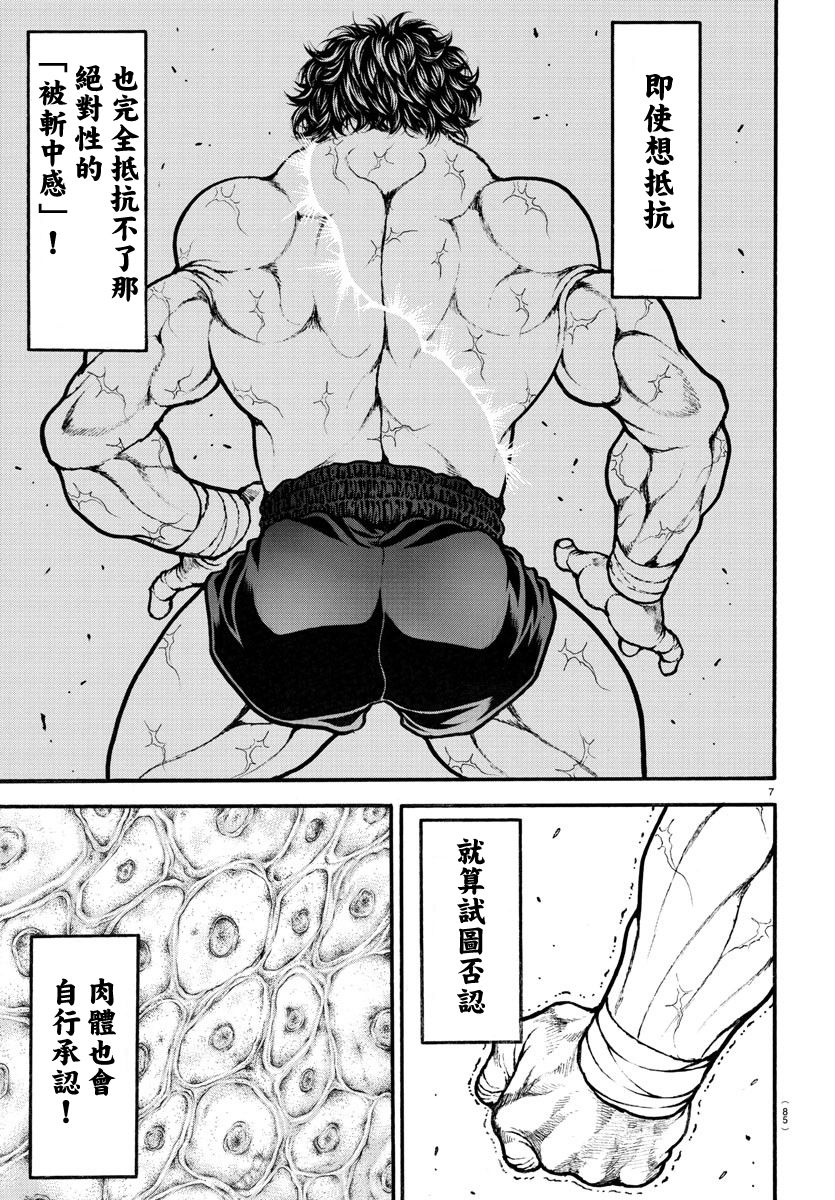 即使想抵抗
也完全抵抗不了那
絕對性的
「被斬中感」！
7
就算試圖否認
肉體也會
自行承認！
(85)